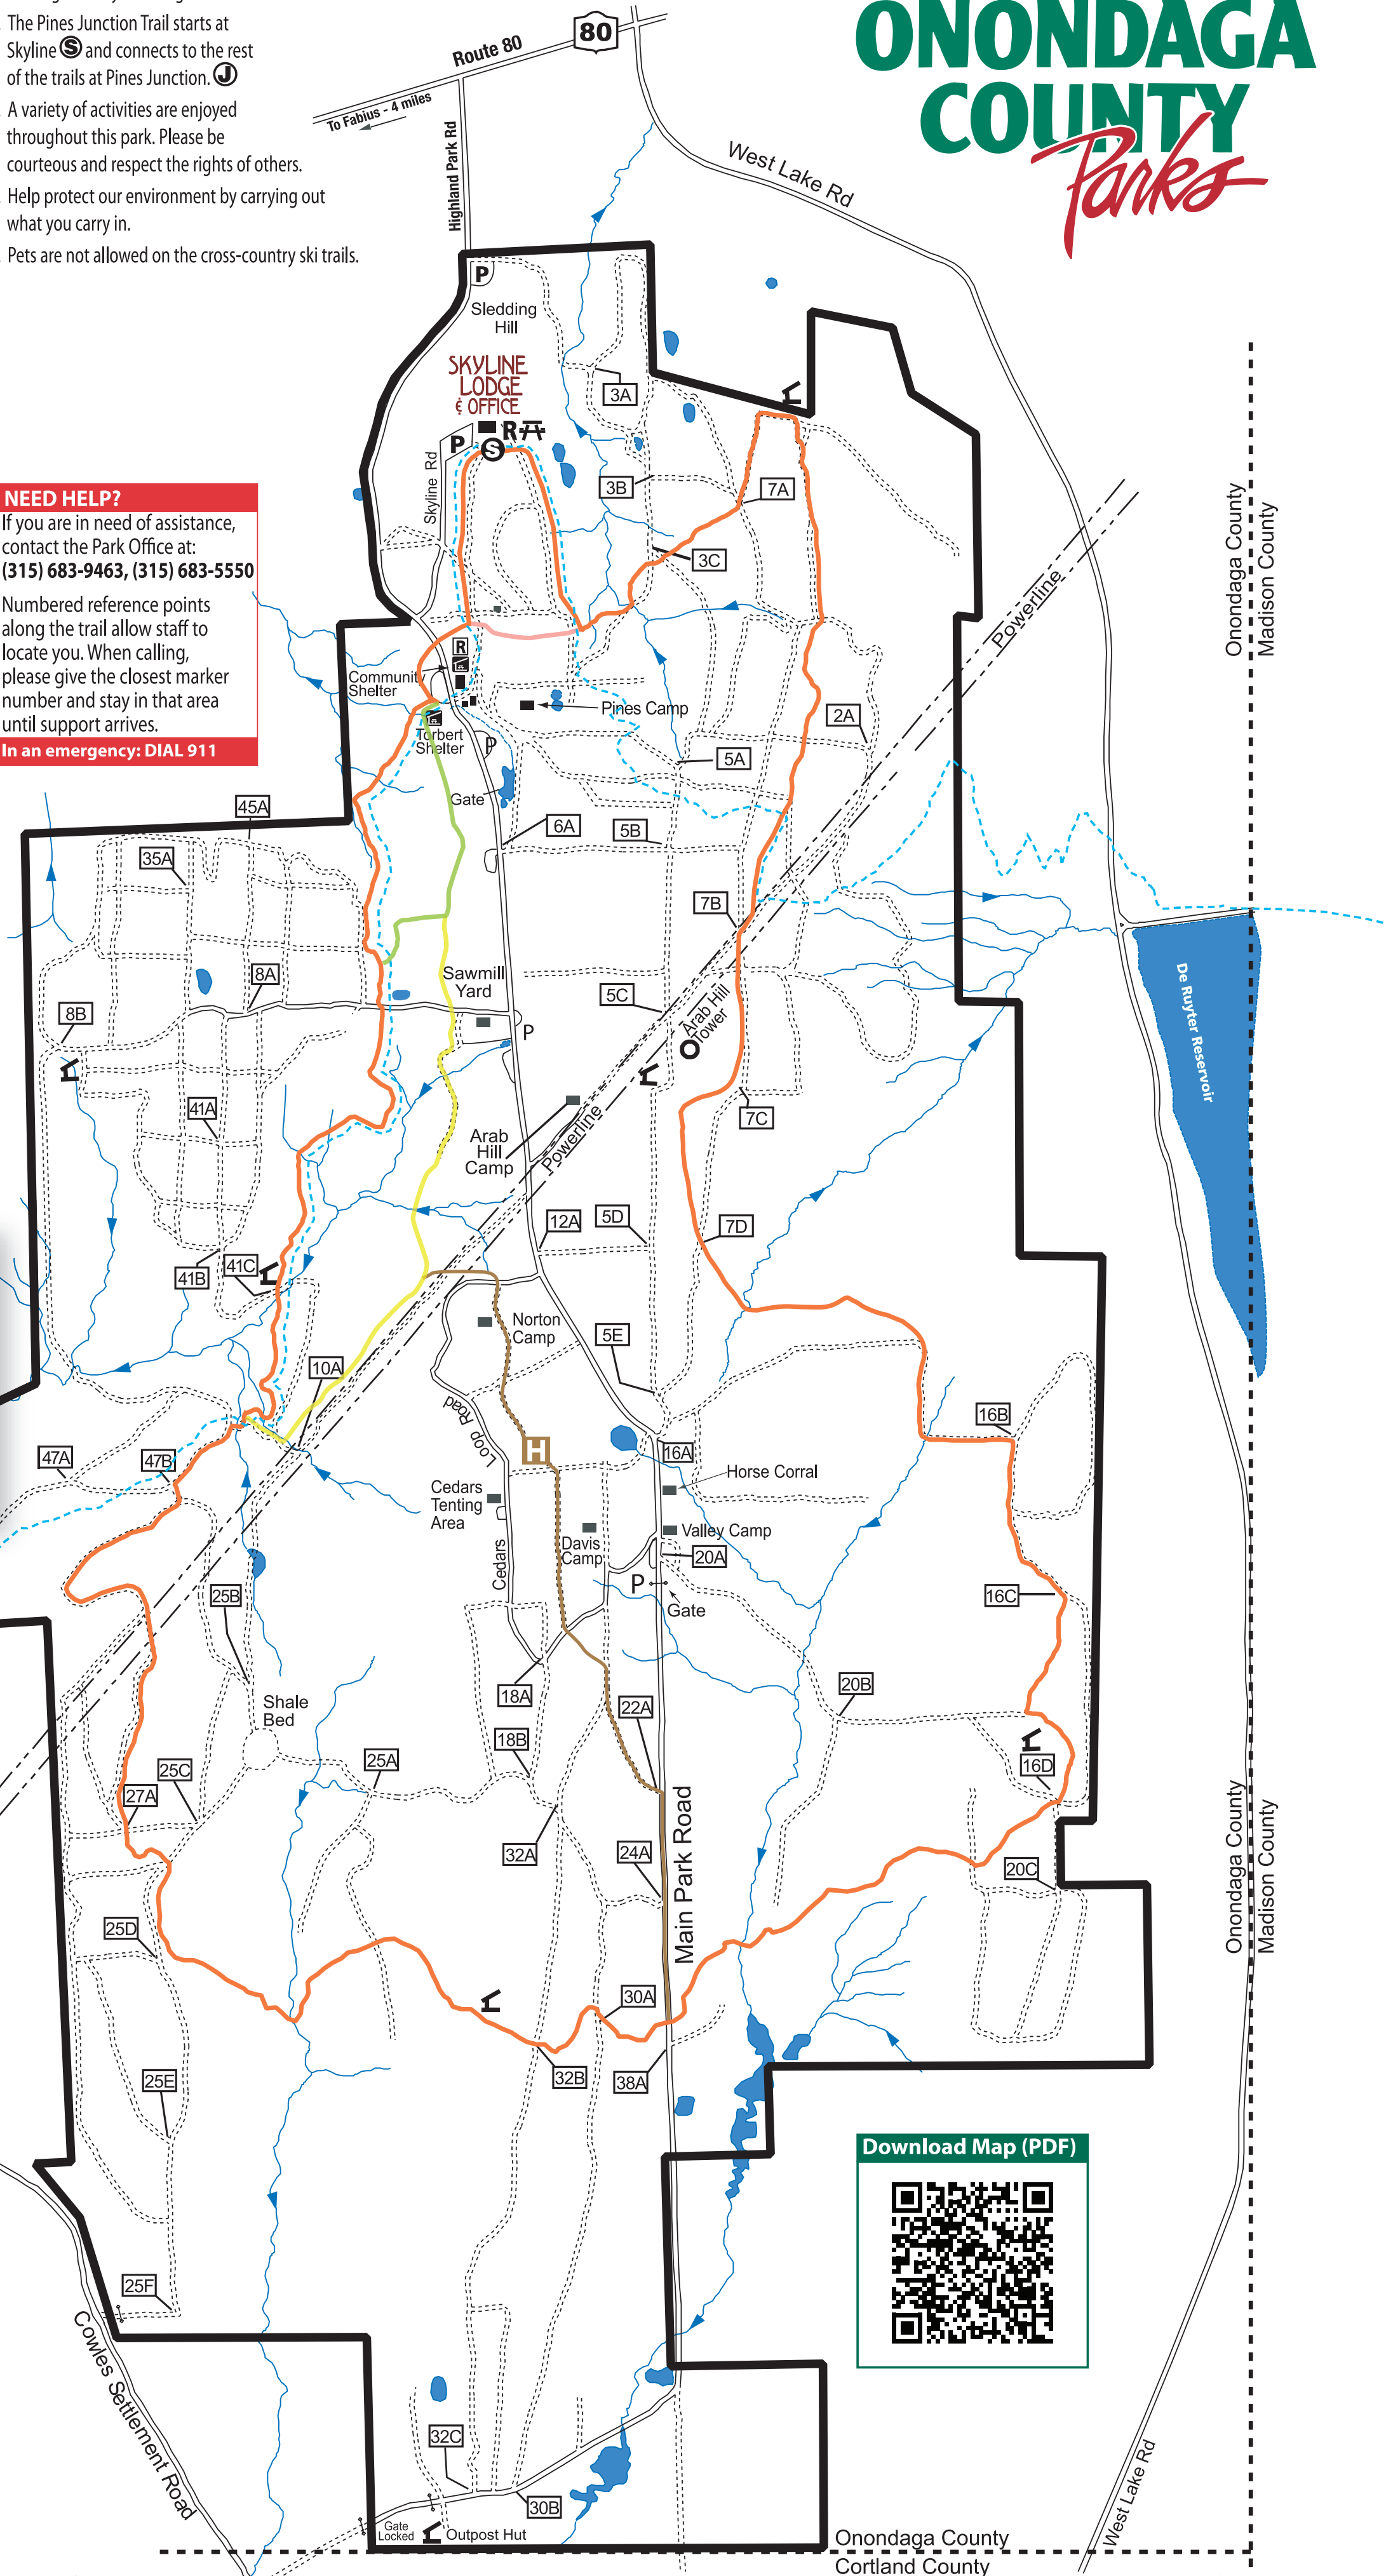 The Pines Junction Trail starts at
Skyline S and connects to the rest
of the trails at Pines Junction. J
A variety of activities are enjoyed
throughout this park. Please be
courteous and respect the rights of others.
Help protect our environment by carrying out
what you carry in.
Pets are not allowed on the cross-country ski trails.
ONONDAGA
COUNTY
Parks
80
Route 80
To Fabius - 4 miles
Highland Park Rd
West Lake Rd
P
Sledding
Hill
SKYLINE
LODGE
& OFFICE
P
R
S
Skyline Rd
3A
3B
7A
3C
NEED HELP?
If you are in need of assistance,
contact the Park Office at:
(315) 683-9463, (315) 683-5550
Numbered reference points
along the trail allow staff to
locate you. When calling,
please give the closest marker
number and stay in that area
until support arrives.
In an emergency: DIAL 911
Onondaga County
Madison County
Powerline
R
Communit
Shelter
Pines Camp
Torbert
Shelter
P
Gate
2A
5A
45A
35A
6A
5B
7B
8A
8B
Sawmill
Yard
P
5C
Arab Hill
Tower
De Ruyter Reservoir
41A
7C
Arab
Hill
Camp
Powerline
12A
5D
7D
41B
41C
Norton
Camp
5E
10A
Loop Road
16B
H
16A
47A
47B
Horse Corral
Cedars
Tenting
Area
Valley Camp
Davis
Camp
20A
Cedars
P
Gate
25B
16C
18A
20B
22A
Shale
Bed
18B
16D
25A
25C
27A
Main Park Road
Onondaga County
Madison County
32A
24A
20C
25D
30A
32B
38A
25E
Download Map (PDF)
25F
Cowles Settlement Road
32C
30B
Gate
Locked
Outpost Hut
West Lake Rd
Onondaga County
Cortland County